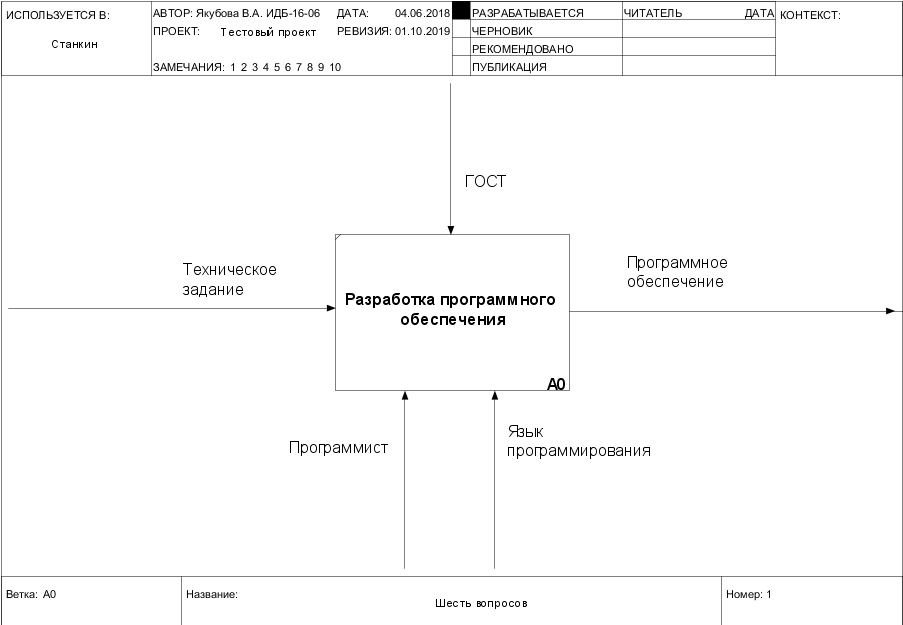 ИСПОЛЬЗУЕТСЯ В:
Станкин
АВТОР: Якубова В.А. ИДБ-16-06 ДАТА: 04.06.2018
ПРОЕКТ: Тестовый проект РЕВИЗИЯ: 01.10.2019
ЗАМЕЧАНИЯ: 1 2 3 4 5 6 7 8 9 10
РАЗРАБАТЫВАЕТСЯ
ЧЕРНОВИК
РЕКОМЕНДОВАНО
ПУБЛИКАЦИЯ
ЧИТАТЕЛЬ ДАТА
КОНТЕКСТ:
ГОСТ
Техническое
задание
Разработка программного
обеспечения
A0
Программное
обеспечение
Программист
Язык
программирования
Ветка: A0
Название:
Шесть вопросов
Номер: 1